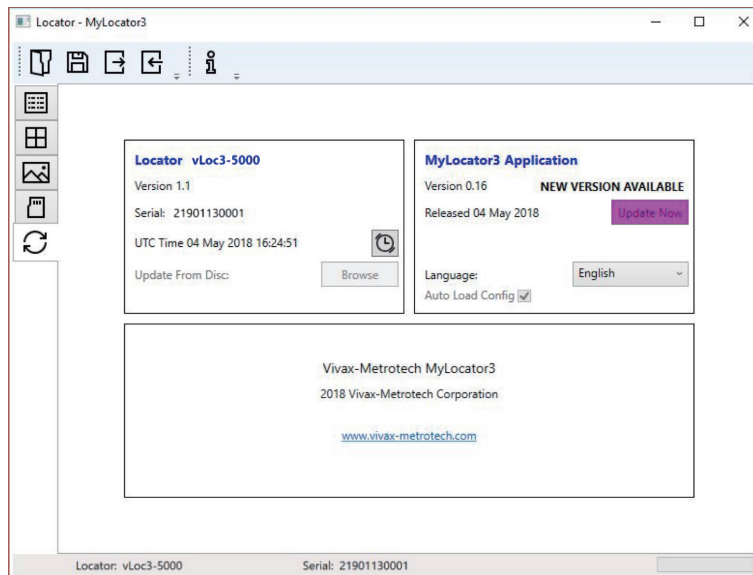 Locator - MyLocator3
Locator vLoc3-5000
Version 1.1
Serial: 21901130001
UTC Time 04 May 2018 16:24:51
Update From Disc: Browse
MyLocator3 Application
Version 0.16 NEW VERSION AVAILABLE
Released 04 May 2018 Update Now
Language: English
Auto Load Config
Vivax-Metrotech MyLocator3
2018 Vivax-Metrotech Corporation
www.vivax-metrotech.com
Locator: vLoc3-5000 Serial: 21901130001